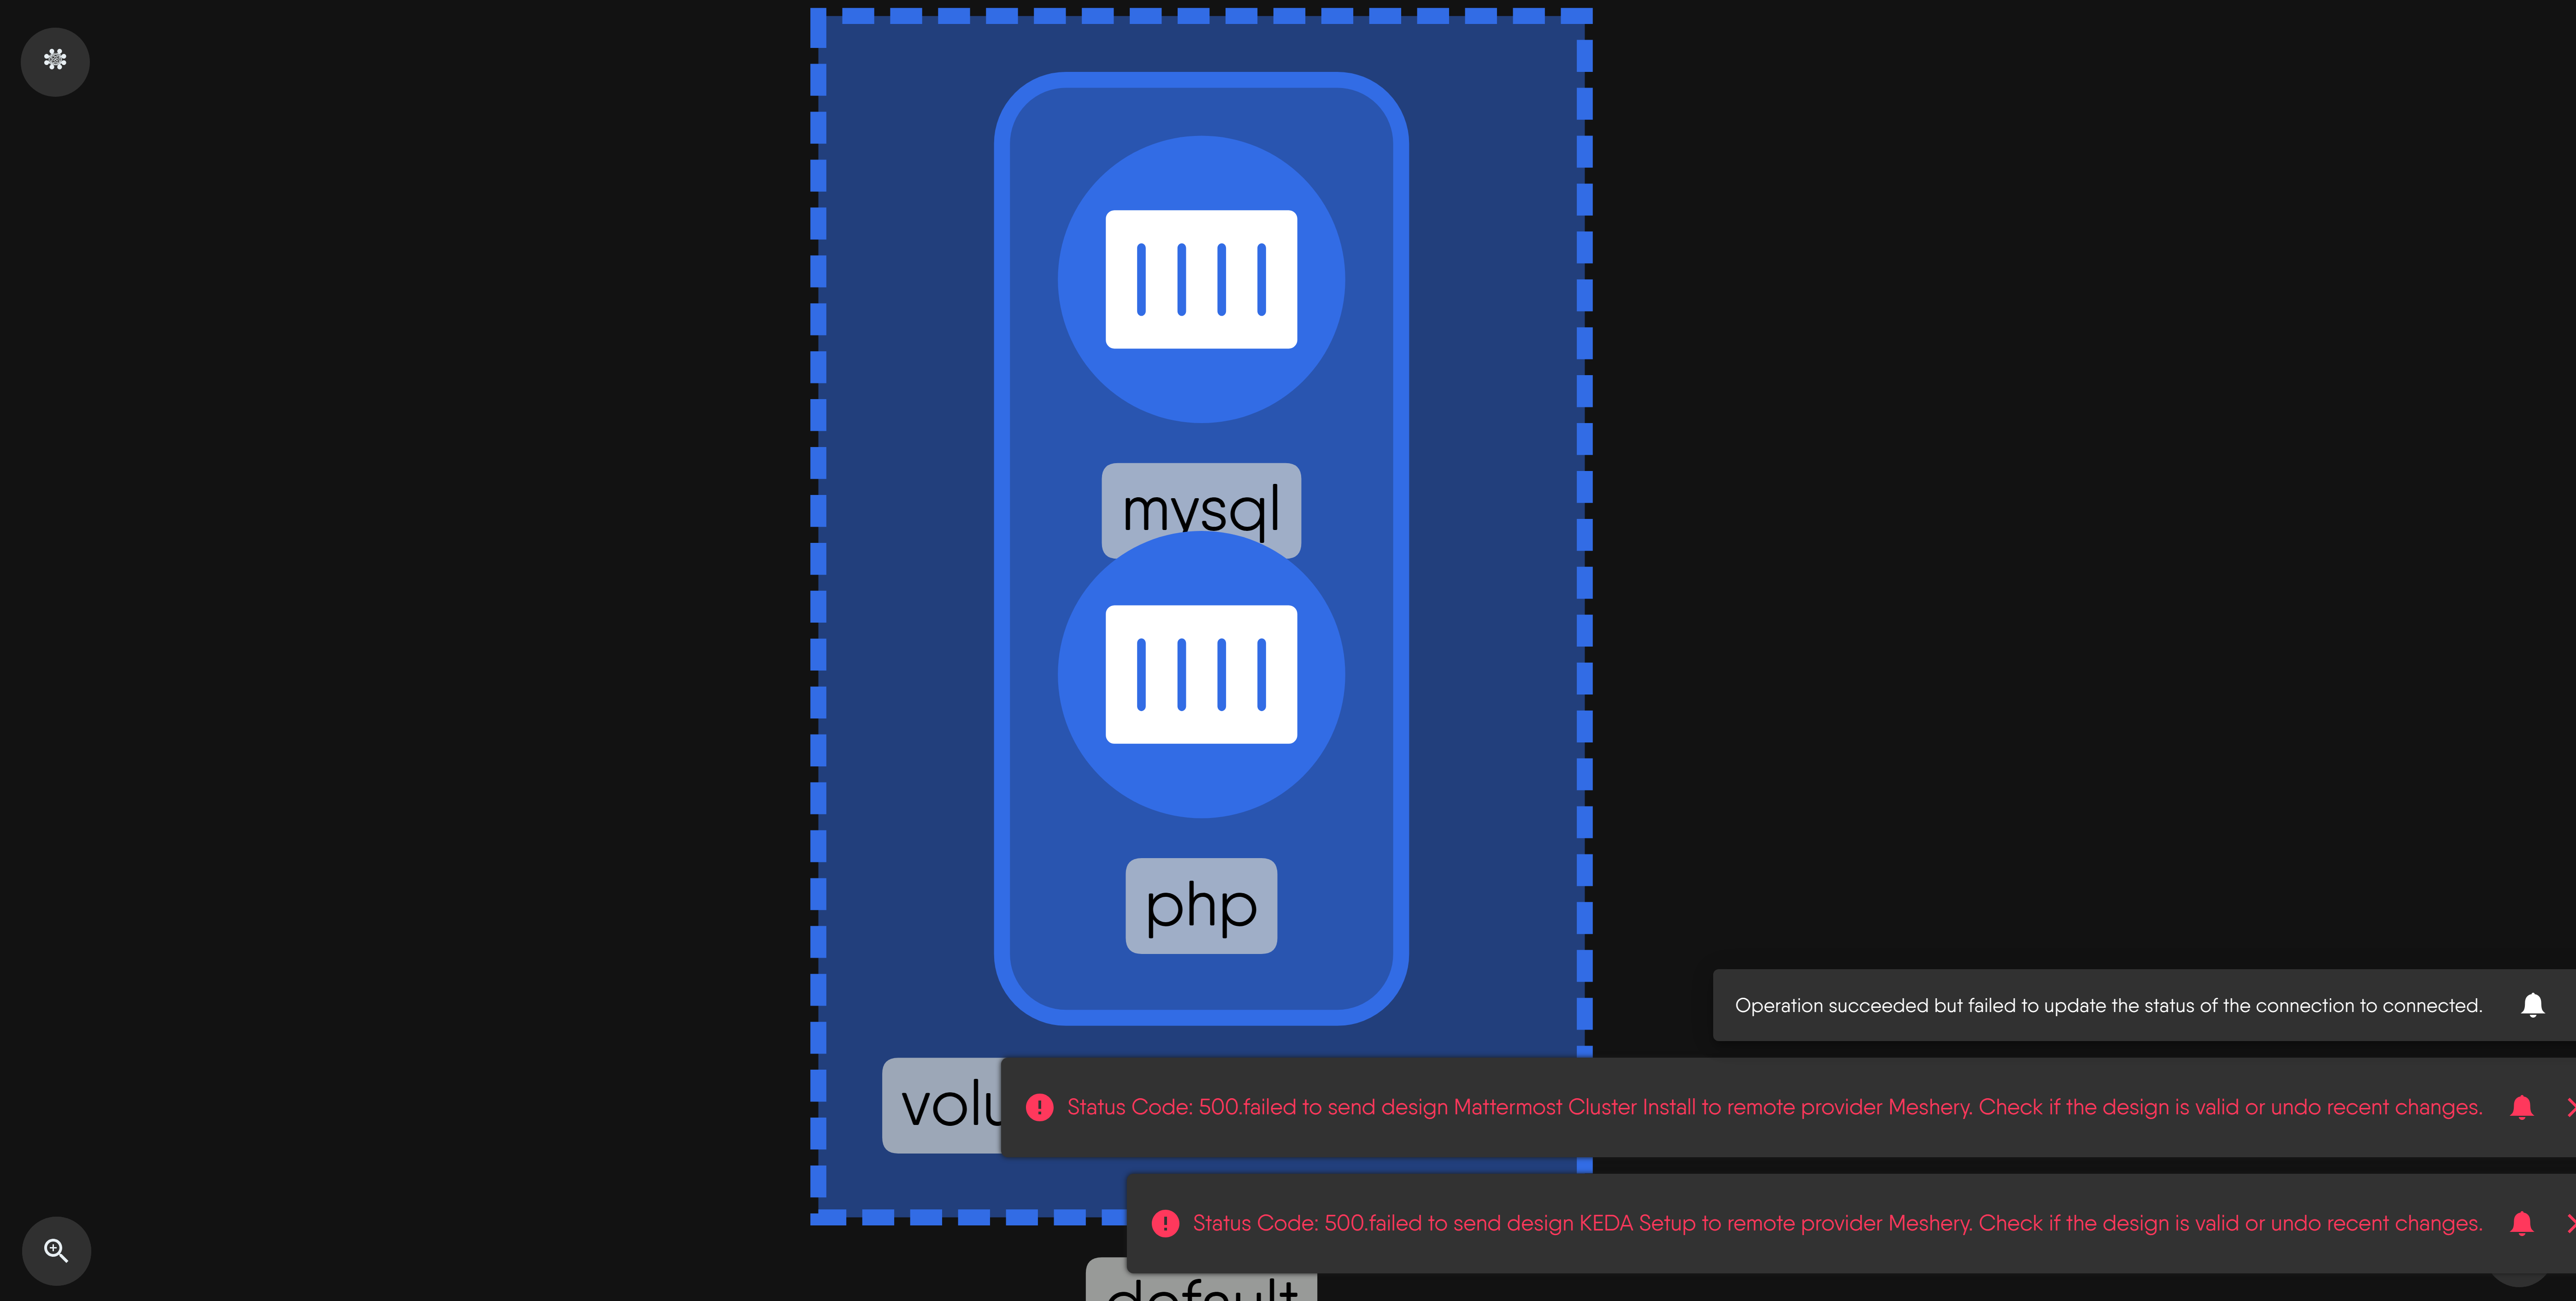 mysql
php
Operation succeeded but failed to update the status of the connection to connected.
Status Code: 500.failed to send design Mattermost Cluster Install to remote provider Meshery. Check if the design is valid or undo recent changes.
Status Code: 500.failed to send design KEDA Setup to remote provider Meshery. Check if the design is valid or undo recent changes.
default